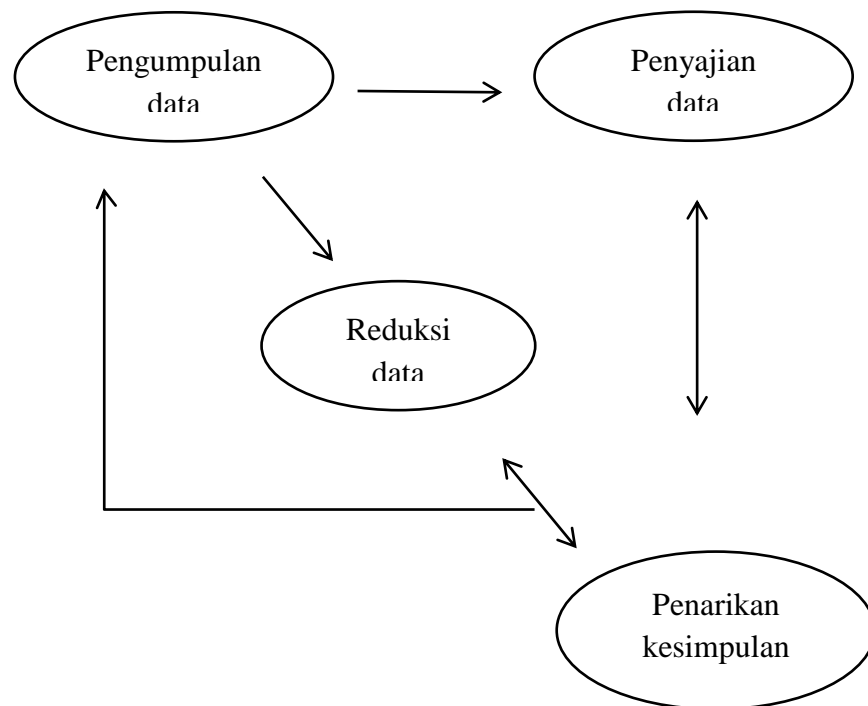 Pengumpulan
data
Penyajian
data
Reduksi
data
Penarikan
kesimpulan